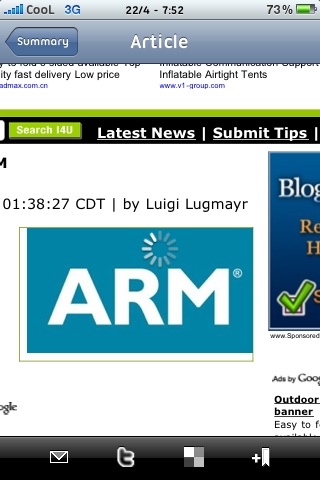 CooL 3G 22/4 - 7:52 73%
Summary Article
y to fold 3 sided available Top
ity fast delivery Low price
admax.com.cn
Inflatable Communication Support
Inflatable Airtight Tents
www.v1-group.com
Search I4U Latest News | Submit Tips |
M
01:38:27 CDT | by Luigi Lugmayr
ARM®
Blog
Re
H
S
www.Sponsored
Ads by Goog
ogle
Outdoor
banner
Easy to f